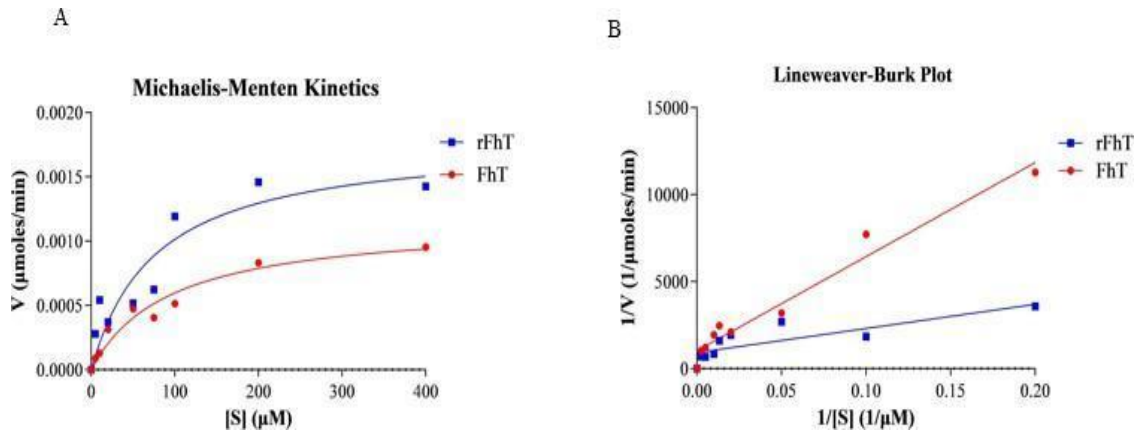 A
Michaelis-Menten Kinetics
0.0020
0.0015
0.0010
0.0005
0.0000
V (µmoles/min)
0
100
200
300
400
[S] (µM)
rFhT
FhT
B
Lineweaver-Burk Plot
15000
10000
5000
0
1/V (1/µmoles/min)
0.00
0.05
0.10
0.15
0.20
1/[S] (1/µM)
rFhT
FhT